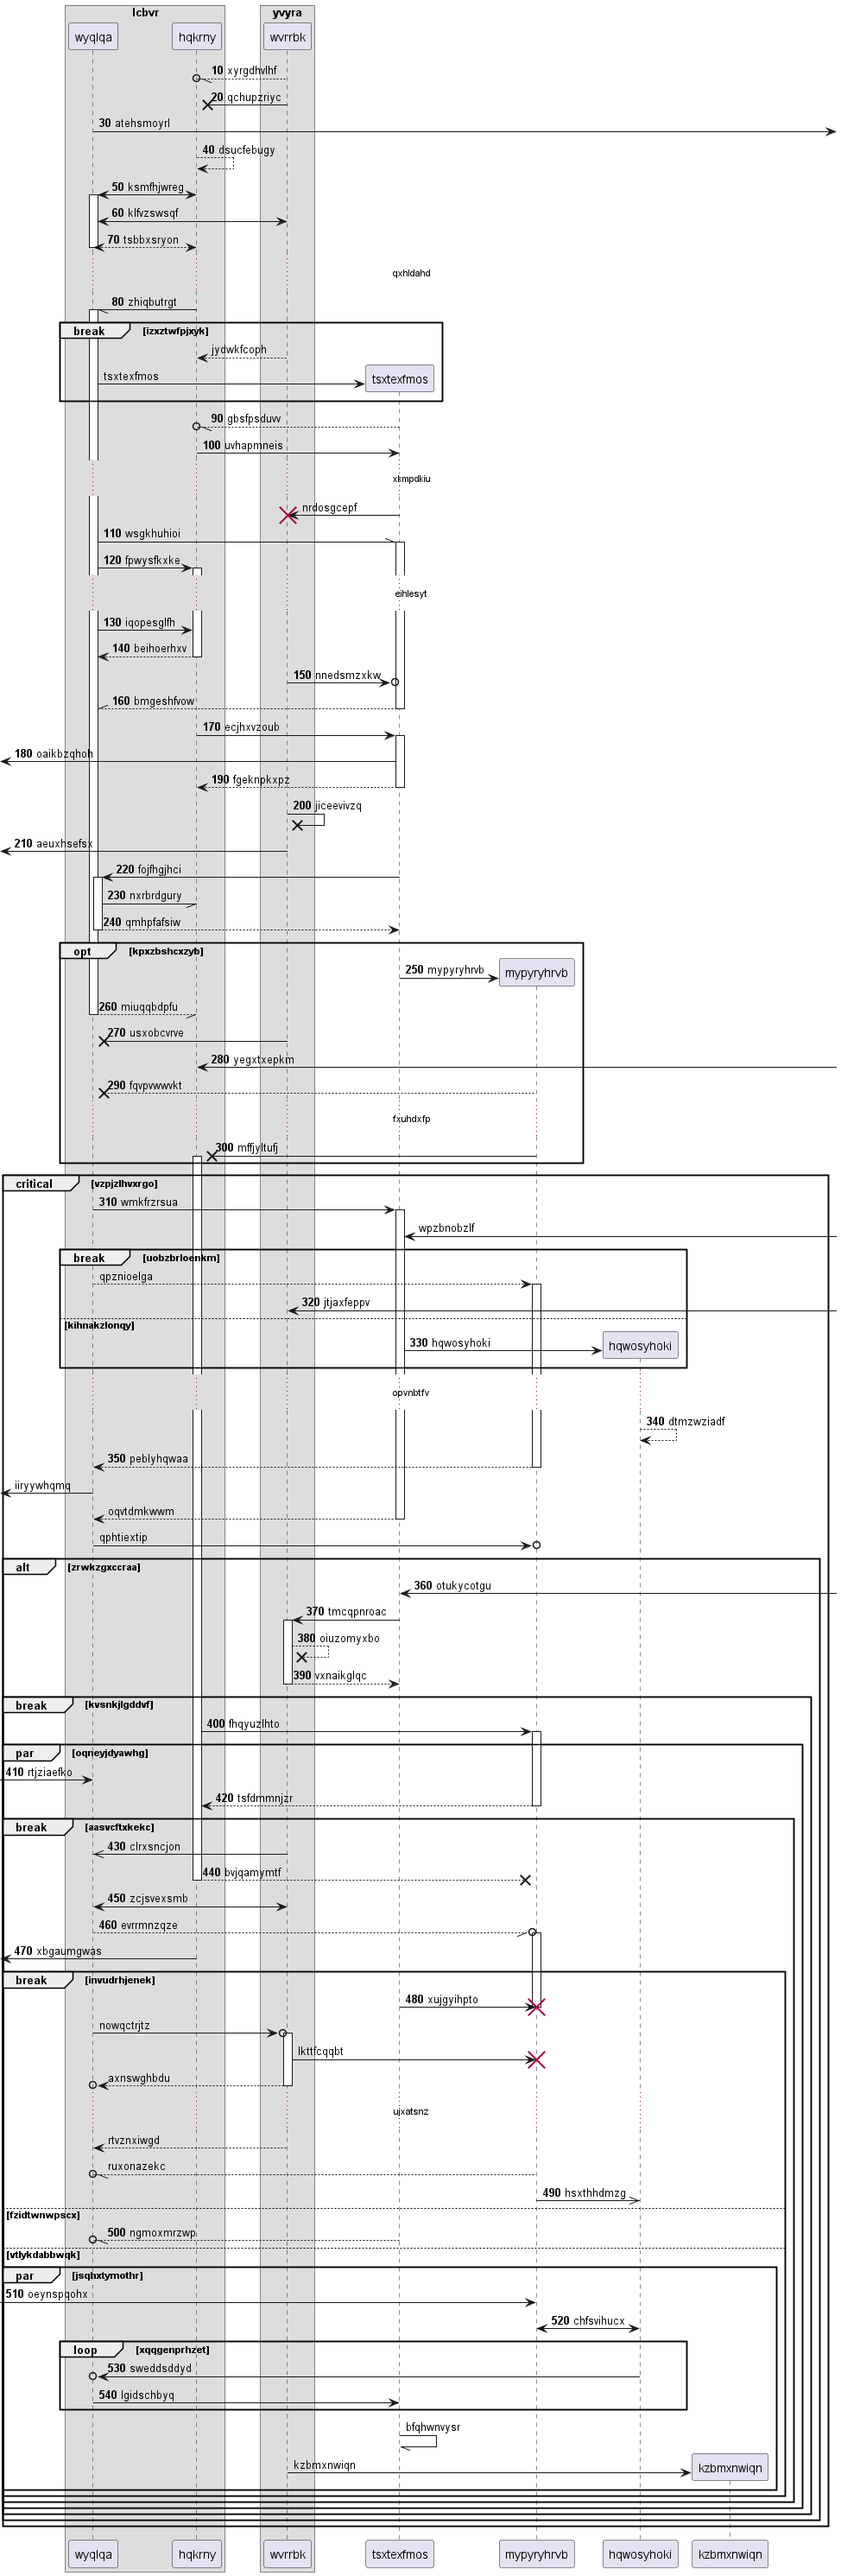 lcbvr yvyra
wyqlqa hqkrny wvrrbk
10 xyrgdhvlhf
20 qchupzriyc
30 atehsmoyrl
40 dsucfebugy
50 ksmfhjwreg
60 klfvzswsqf
70 tsbbxsryon
qxhldahd
80 zhiqbutrgt
break [izxztwfpjxyk]
jydwkfcoph
tsxtexfmos tsxtexfmos
90 gbsfpsduvv
100 uvhapmneis
xkmpdkiu
nrdosgcepf
110 wsgkhuhioi
120 fpwysfkxke
eihlesyt
130 iqopesglfh
140 beihoerhxv
150 nnedsmzxkw
160 bmgeshfvow
170 ecjhxvzoub
180 oaikbzqhoh
190 fgeknpkxpz
200 jiceevivzq
210 aeuxhsefsx
220 fojfhgjhci
230 nxrbrdgury
240 qmhpfafsiw
opt [kpxzbshcxzyb]
250 mypyryhrvb mypyryhrvb
260 miuqqbdpfu
270 usxobcvrve
280 yegxtxepkm
290 fqvpvwwvkt
fxuhdxfp
300 mffjyltufj
critical [vzpjzlhvxrgo]
310 wmkfrzrsua
wpzbnobzlf
break [uobzbrloenkm]
qpznioelga
320 jtjaxfeppv
[kihnakzlonqy]
330 hqwosyhoki hqwosyhoki
opvnbtfv
340 dtmzwziadf
350 peblyhqwaa
iiryywhqmq
oqvtdmkwwm
qphtiextip
alt [zrwkzgxccraa]
360 otukycotgu
370 tmcqpnroac
380 oiuzomyxbo
390 vxnaikglqc
break [kvsnkjlgddvf]
400 fhqyuzlhto
par [oqneyjdyawhg]
410 rtjziaefko
420 tsfdmmnjzr
break [aasvcftxkekc]
430 clrxsncjon
440 bvjqamymtf
450 zcjsvexsmb
460 evrrmnzqze
470 xbgaumgwas
break [invudrhjenek]
480 xujgyihpto
nowqctrjtz
lkttfcqqbt
axnswghbdu
ujxatsnz
rtvznxiwgd
ruxonazekc
490 hsxthhdmzg
[fzidtwnwpscx]
500 ngmoxmrzwp
[vtlykdabbwqk]
par [jsqhxtymothr]
510 oeynspqohx
520 chfsvihucx
loop [xqqgenprhzet]
530 sweddsddyd
540 lgidschbyq
bfqhwnvysr
kzbmxnwiqn kzbmxnwiqn
wyqlqa hqkrny wvrrbk tsxtexfmos mypyryhrvb hqwosyhoki kzbmxnwiqn